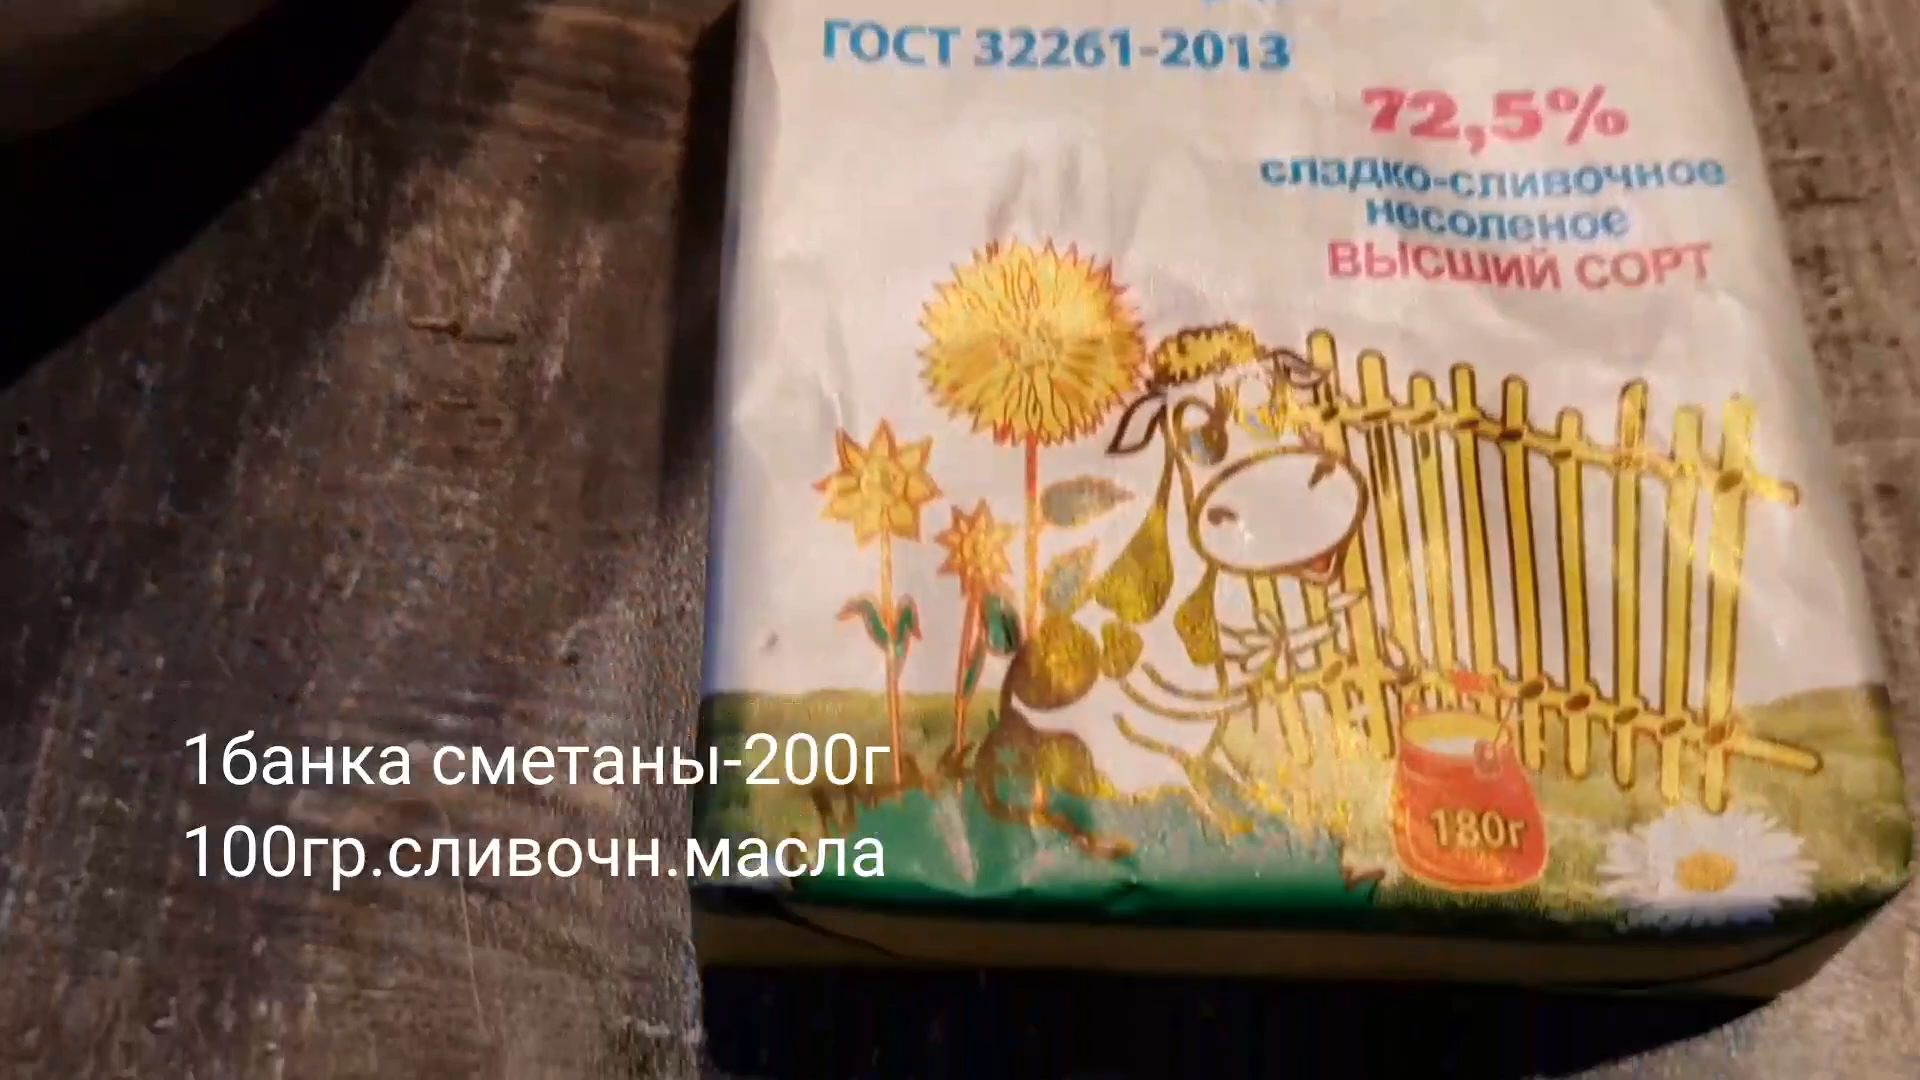 ГОСТ 32261-2013
72,5%
сладко-сливочное
несоленое
ВЫСШИЙ СОРТ
180г
1банка сметаны-200г
100гр.сливочн.масла